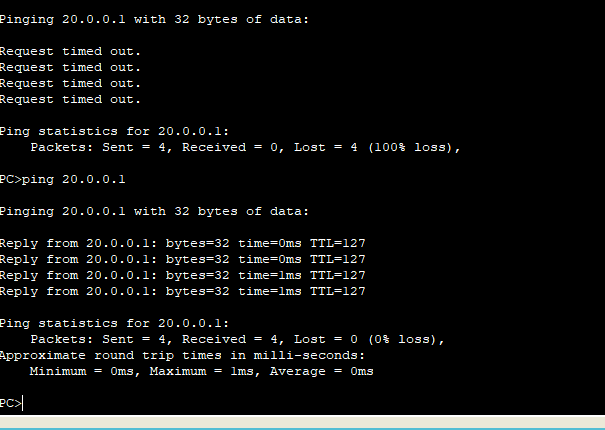 Pinging 20.0.0.1 with 32 bytes of data:
Request timed out.
Request timed out.
Request timed out.
Request timed out.
Ping statistics for 20.0.0.1:
Packets: Sent = 4, Received = 0, Lost = 4 (100% loss),
PC>ping 20.0.0.1
Pinging 20.0.0.1 with 32 bytes of data:
Reply from 20.0.0.1: bytes=32 time=0ms TTL=127
Reply from 20.0.0.1: bytes=32 time=0ms TTL=127
Reply from 20.0.0.1: bytes=32 time=1ms TTL=127
Reply from 20.0.0.1: bytes=32 time=1ms TTL=127
Ping statistics for 20.0.0.1:
Packets: Sent = 4, Received = 4, Lost = 0 (0% loss),
Approximate round trip times in milli-seconds:
Minimum = 0ms, Maximum = 1ms, Average = 0ms
PC>